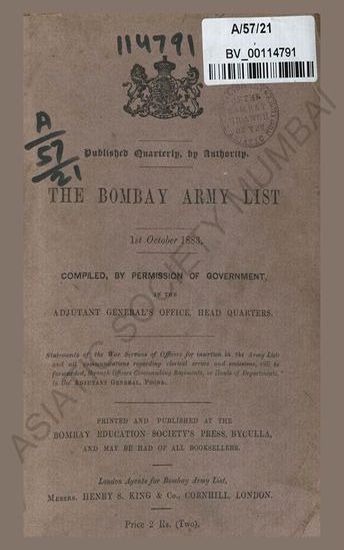 A/57/21
BV_00114791
114791
A/57/21
Published Quarterly, by Authority.
THE BOMBAY ARMY LIST
1st October 1883.
COMPILED, BY PERMISSION OF GOVERNMENT,
IN THE
ADJUTANT GENERAL'S OFFICE, HEAD QUARTERS.
Statements of the War Services of Officers for insertion in the Army List
and all communications regarding clerical errors and omissions, will be
forwarded, through Officers Commanding Regiments, or Heads of Departments,
to the ADJUTANT GENERAL, POONA.
PRINTED AND PUBLISHED AT THE
BOMBAY EDUCATION SOCIETY'S PRESS, BYCULLA,
AND MAY BE HAD OF ALL BOOKSELLERS.
London Agents for Bombay Army List,
MESSRS. HENRY S. KING & Co., CORNHILL, LONDON.
Price 2 Rs. (Two).
ASIATIC SOCIETY MUMBAI